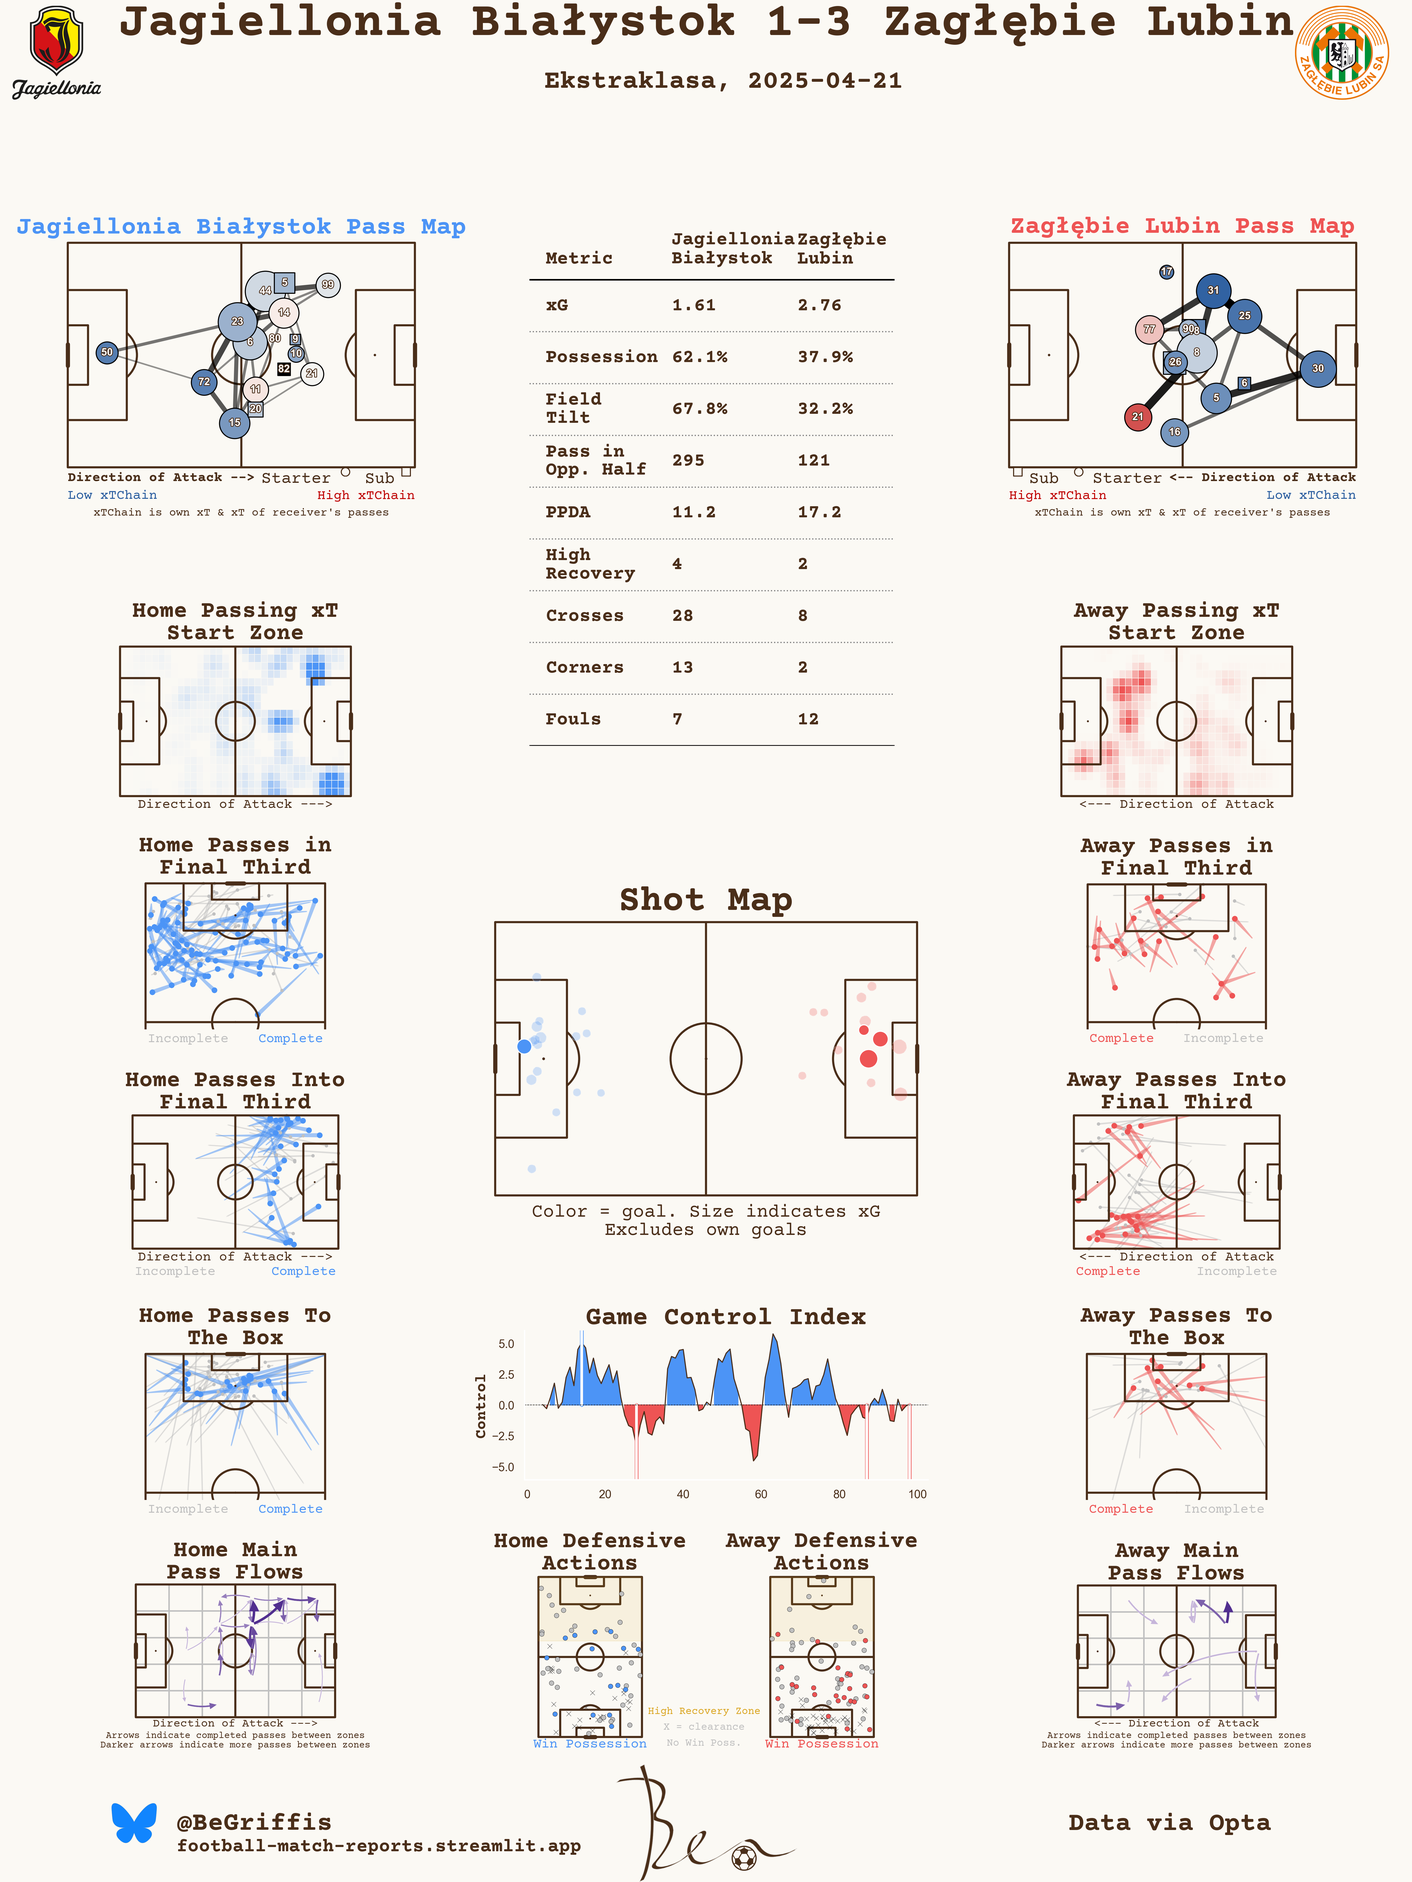 Jagiellonia Białystok 1-3 Zagłębie Lubin
Ekstraklasa, 2025-04-21
Jagiellonia
ZAGŁĘBIE LUBIN SA
Jagiellonia Białystok Pass Map
50
72
15
23
44
6
5
99
14
80
9
10
82
21
11
20
Direction of Attack --> Starter Sub
Low xTChain High xTChain
xTChain is own xT & xT of receiver's passes
Metric Jagiellonia Białystok Zagłębie Lubin
xG 1.61 2.76
Possession 62.1% 37.9%
Field Tilt 67.8% 32.2%
Pass in Opp. Half 295 121
PPDA 11.2 17.2
High Recovery 4 2
Crosses 28 8
Corners 13 2
Fouls 7 12
Zagłębie Lubin Pass Map
17
31
25
77
90
8
8
26
30
6
5
21
16
Sub Starter <-- Direction of Attack
High xTChain Low xTChain
xTChain is own xT & xT of receiver's passes
Home Passing xT
Start Zone
Direction of Attack --->
Away Passing xT
Start Zone
<--- Direction of Attack
Home Passes in
Final Third
Incomplete Complete
Away Passes in
Final Third
Complete Incomplete
Shot Map
Color = goal. Size indicates xG
Excludes own goals
Home Passes Into
Final Third
Direction of Attack --->
Incomplete Complete
Away Passes Into
Final Third
<--- Direction of Attack
Complete Incomplete
Home Passes To
The Box
Incomplete Complete
Game Control Index
Control
5.0
2.5
0.0
−2.5
−5.0
0 20 40 60 80 100
Away Passes To
The Box
Complete Incomplete
Home Main
Pass Flows
Direction of Attack --->
Arrows indicate completed passes between zones
Darker arrows indicate more passes between zones
Home Defensive
Actions
Win Possession
Away Defensive
Actions
Win Possession
High Recovery Zone
X = clearance
No Win Poss.
Away Main
Pass Flows
<--- Direction of Attack
Arrows indicate completed passes between zones
Darker arrows indicate more passes between zones
@BeGriffis
football-match-reports.streamlit.app
Ben
Data via Opta